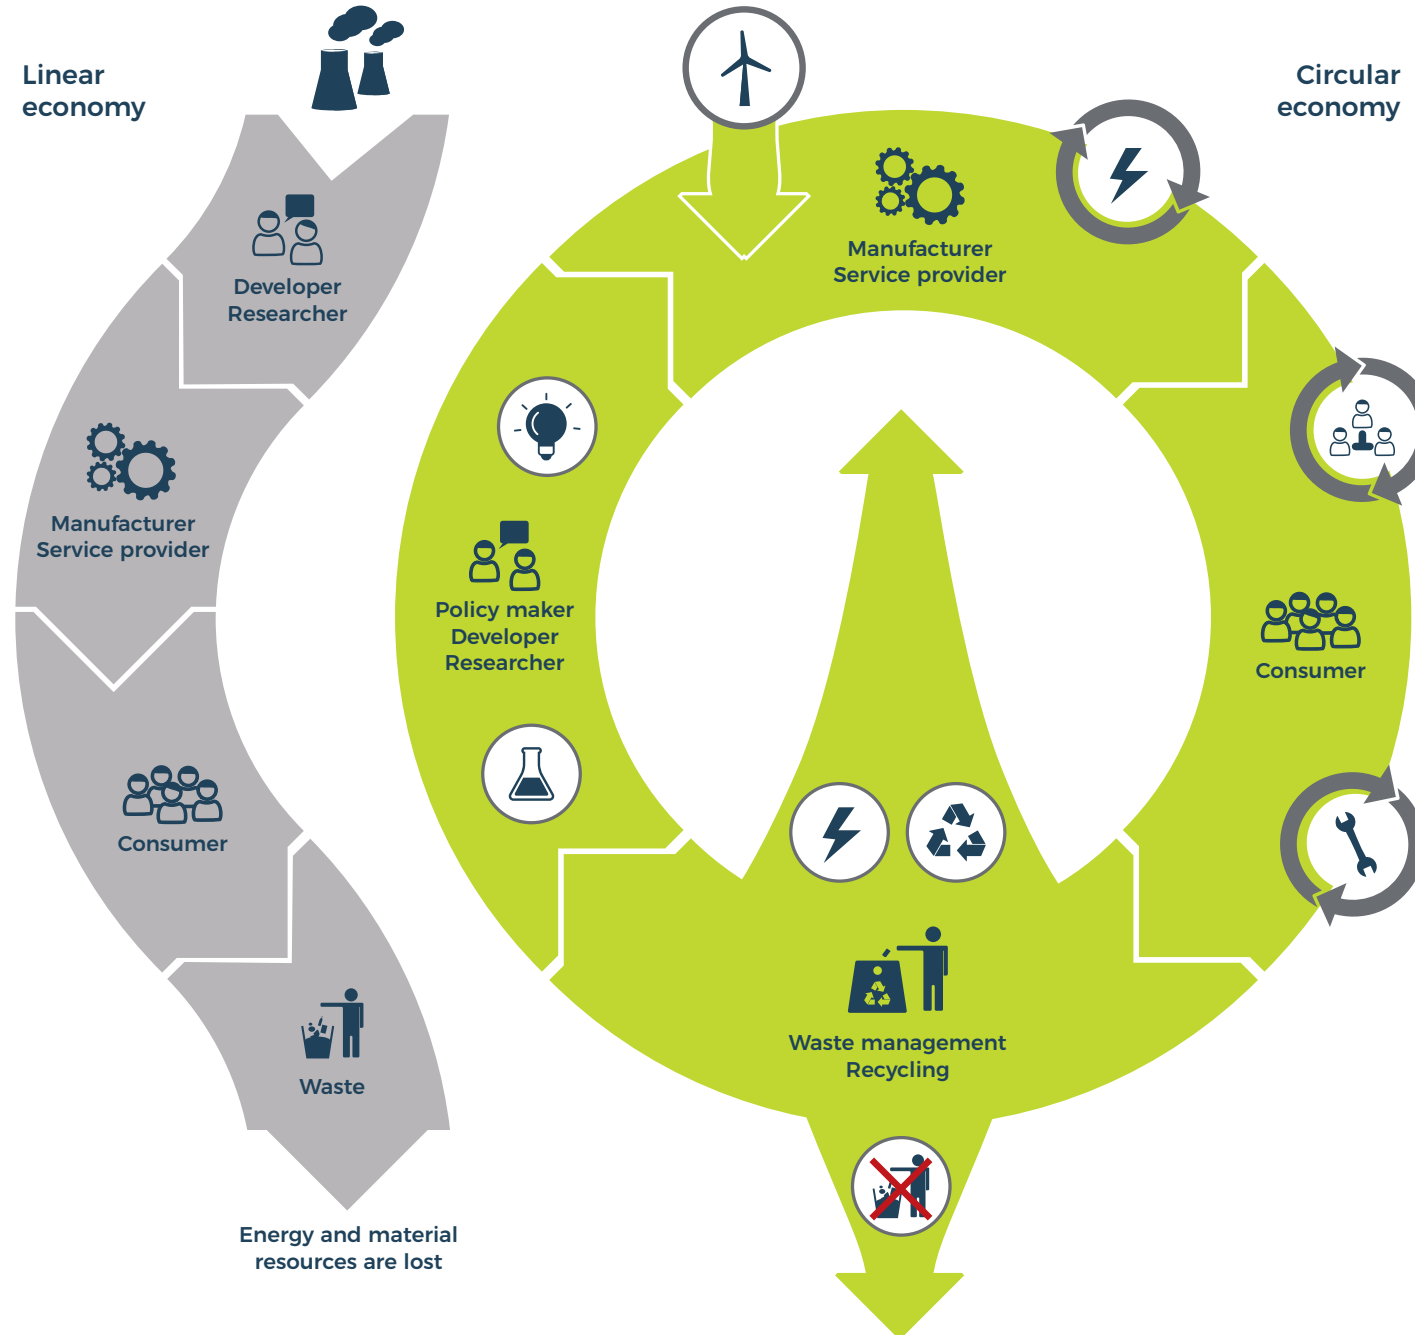 Linear
economy
Developer
Researcher
Manufacturer
Service provider
Consumer
Waste
Energy and material
resources are lost
Circular
economy
Manufacturer
Service provider
Policy maker
Developer
Researcher
Consumer
Waste management
Recycling